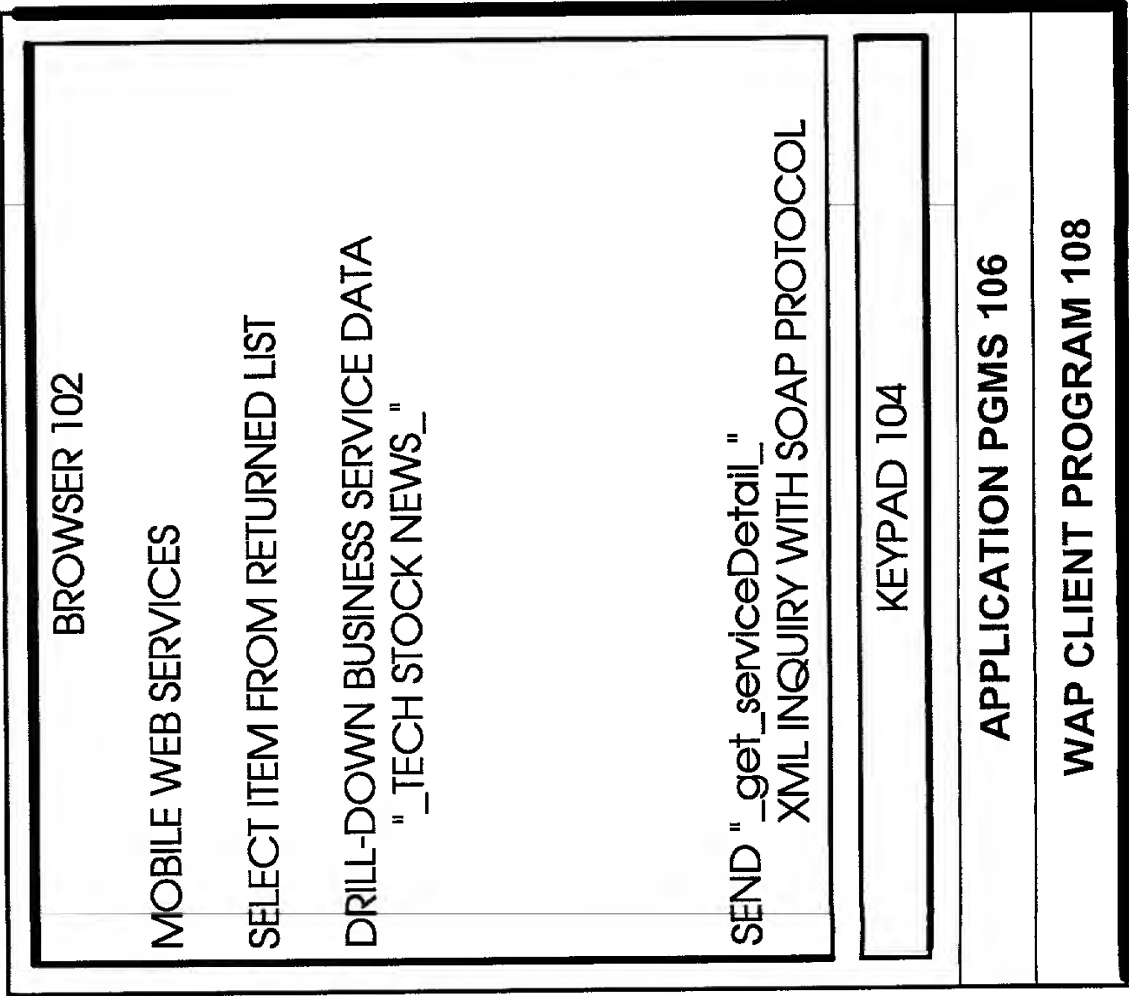 BROWSER 102
MOBILE WEB SERVICES
SELECT ITEM FROM RETURNED LIST
DRILL-DOWN BUSINESS SERVICE DATA
"_TECH STOCK NEWS_"
SEND "_get_serviceDetail_"
XML INQUIRY WITH SOAP PROTOCOL
KEYPAD 104
APPLICATION PGMS 106
WAP CLIENT PROGRAM 108